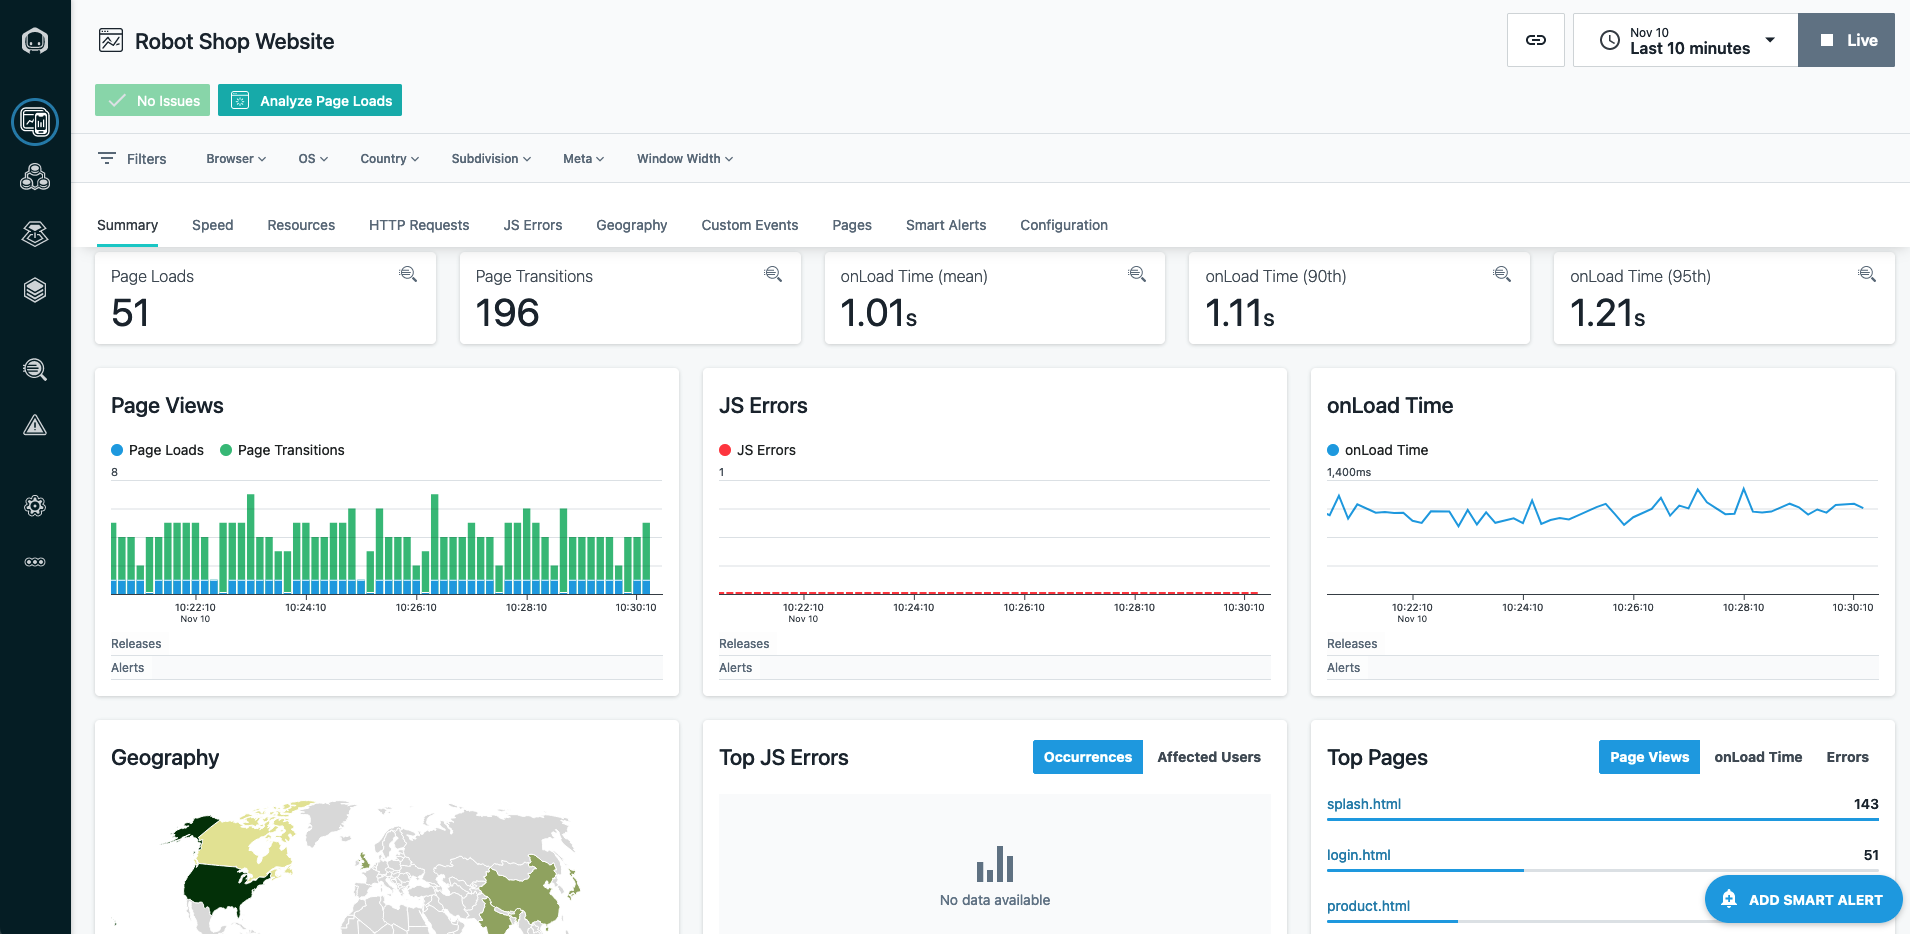 Robot Shop Website
Nov 10
Last 10 minutes
Live
No Issues
Analyze Page Loads
Filters
Browser
OS
Country
Subdivision
Meta
Window Width
Summary
Speed
Resources
HTTP Requests
JS Errors
Geography
Custom Events
Pages
Smart Alerts
Configuration
Page Loads
51
Page Transitions
196
onLoad Time (mean)
1.01s
onLoad Time (90th)
1.11s
onLoad Time (95th)
1.21s
Page Views
Page Loads Page Transitions
8
10:22:10 10:24:10 10:26:10 10:28:10 10:30:10
Nov 10
Releases
Alerts
JS Errors
JS Errors
1
10:22:10 10:24:10 10:26:10 10:28:10 10:30:10
Nov 10
Releases
Alerts
onLoad Time
onLoad Time
1,400ms
10:22:10 10:24:10 10:26:10 10:28:10 10:30:10
Nov 10
Releases
Alerts
Geography
Top JS Errors
Occurrences
Affected Users
No data available
Top Pages
Page Views
onLoad Time
Errors
splash.html 143
login.html 51
product.html
ADD SMART ALERT